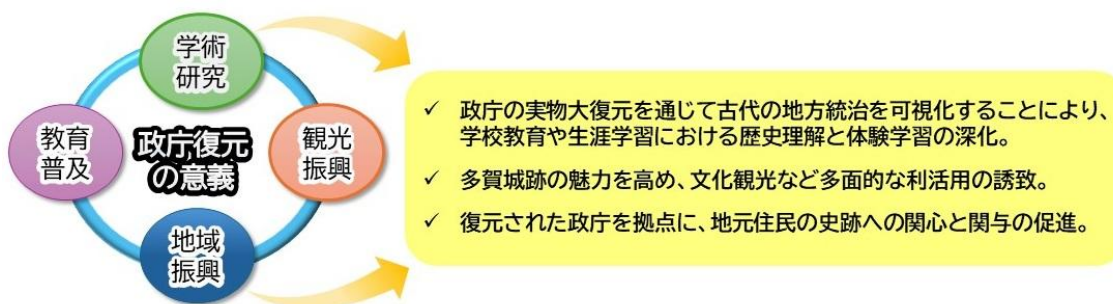 学術
研究
教育
普及
政庁復元
の意義
観光
振興
地域
振興
✓ 政庁の実物大復元を通じて古代の地方統治を可視化することにより、
学校教育や生涯学習における歴史理解と体験学習の深化。
✓ 多賀城跡の魅力を高め、文化観光など多面的な利活用の誘致。
✓ 復元された政庁を拠点に、地元住民の史跡への関心と関与の促進。